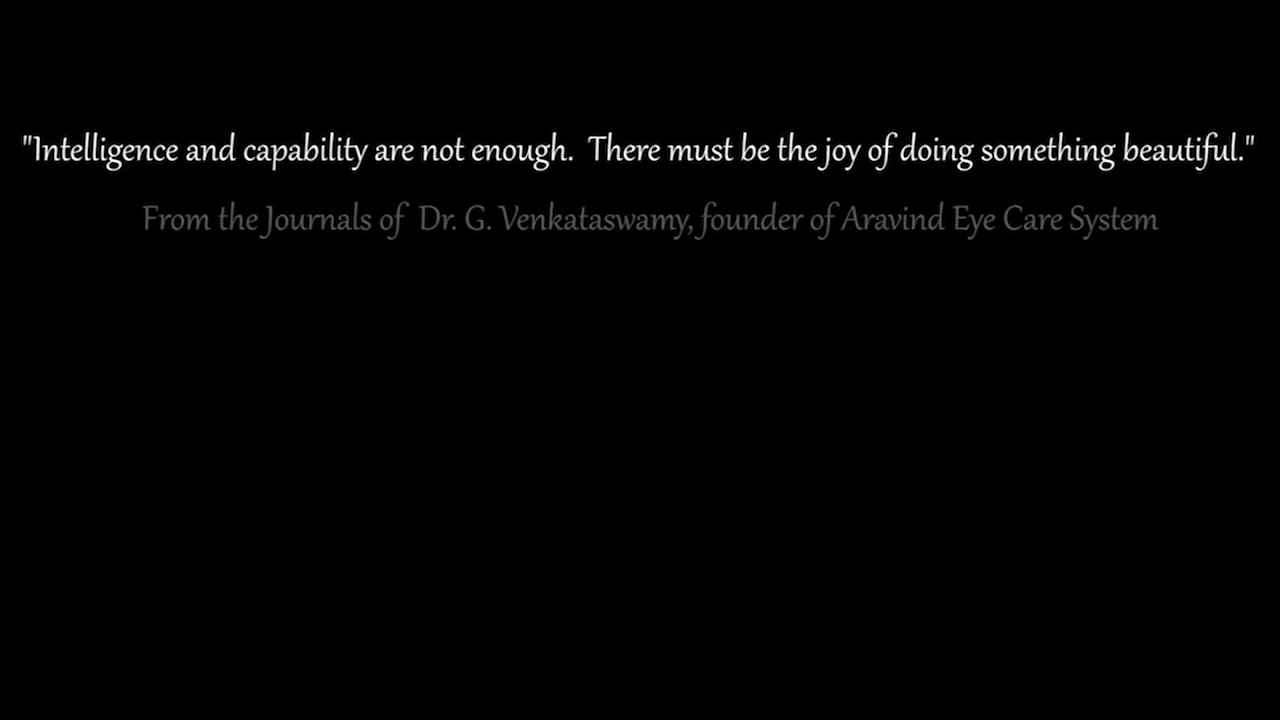 "Intelligence and capability are not enough.  There must be the joy of doing something beautiful."
From the Journals of  Dr. G. Venkataswamy, founder of Aravind Eye Care System